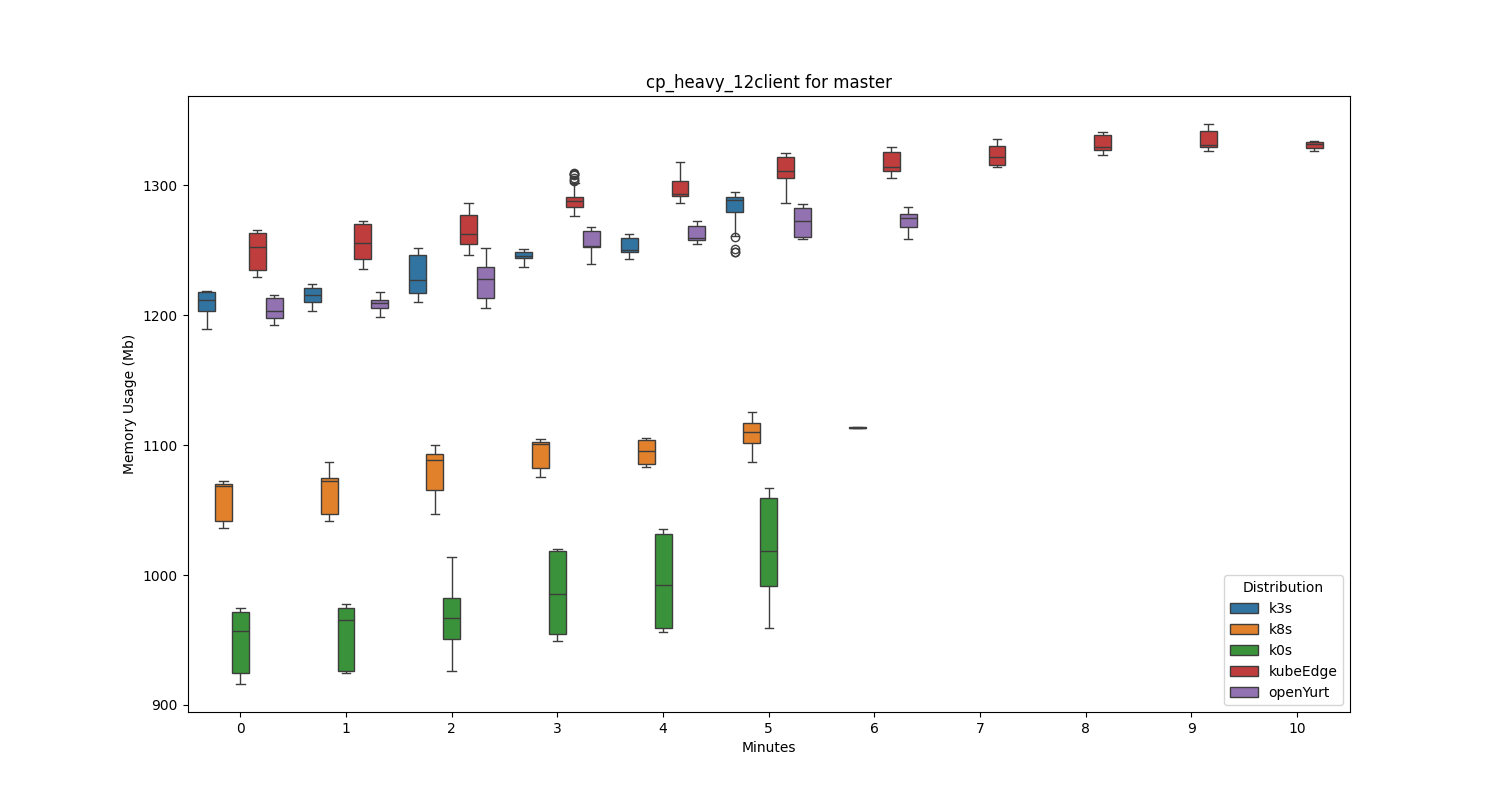 cp_heavy_12client for master
Memory Usage (Mb)
1300
1200
1100
1000
900
0 1 2 3 4 5 6 7 8 9 10
Minutes
Distribution
k3s
k8s
k0s
kubeEdge
openYurt